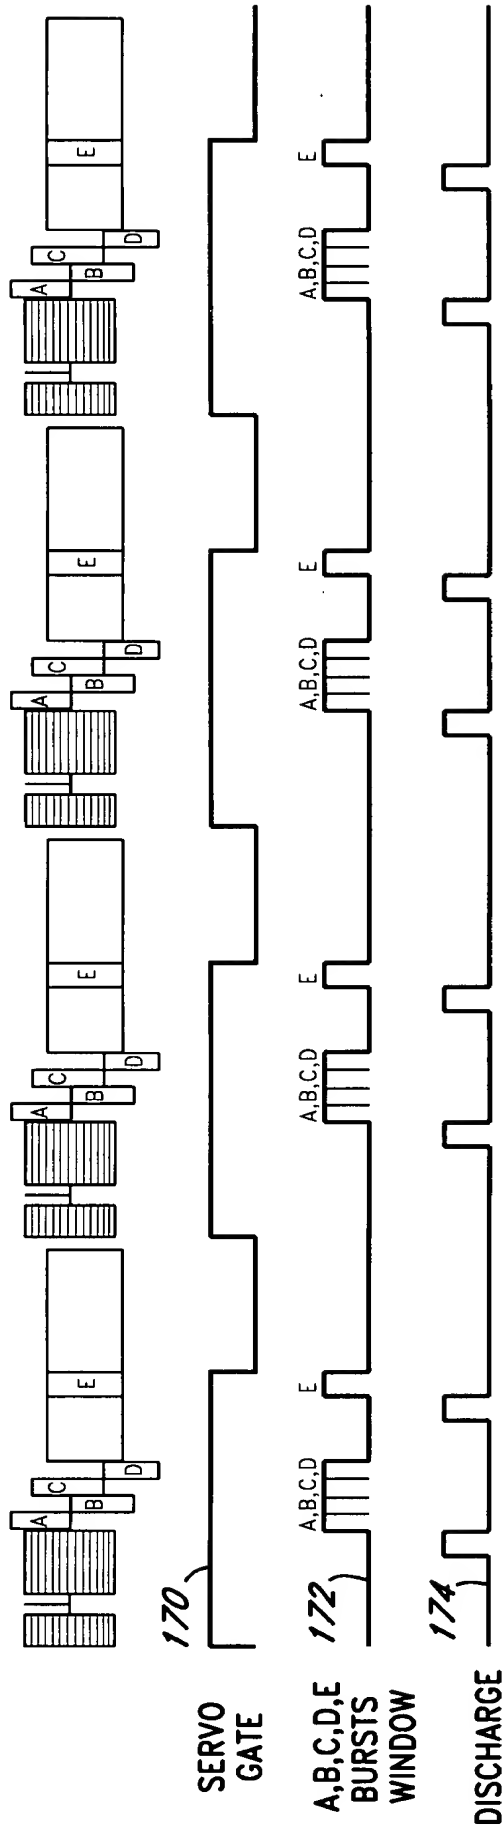 A
B
C
D
E
A
B
C
D
E
A
B
C
D
E
A
B
C
D
E
SERVO
GATE
170
A,B,C,D,E
BURSTS
WINDOW
172
A,B,C,D
E
A,B,C,D
E
A,B,C,D
E
A,B,C,D
E
DISCHARGE
174